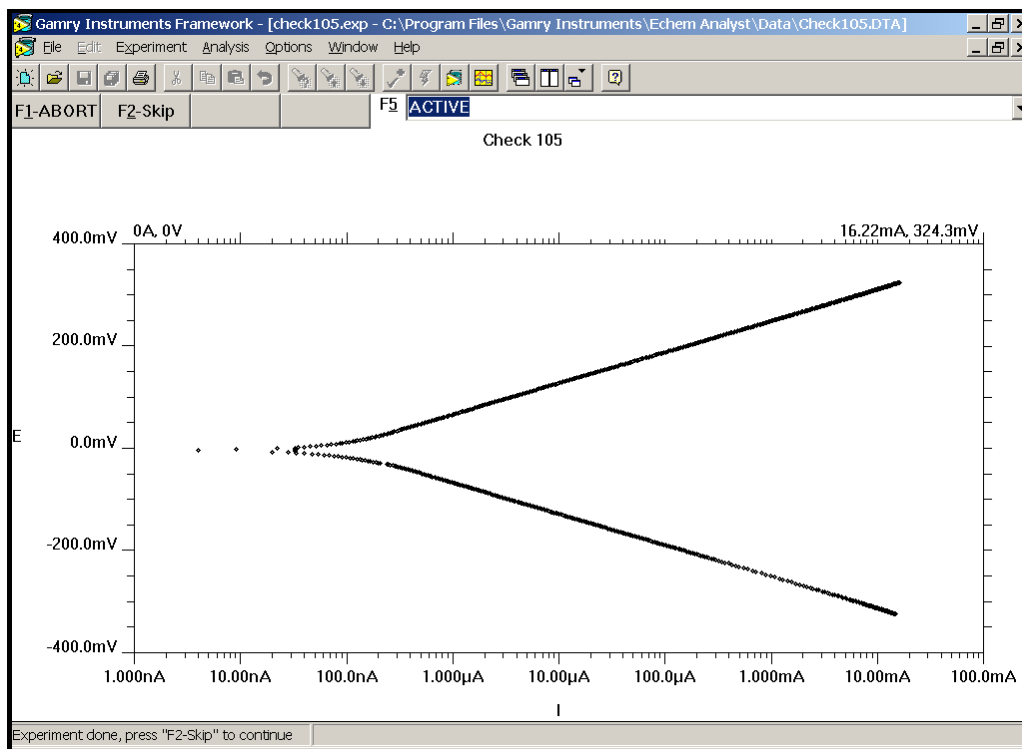 Gamry Instruments Framework - [check105.exp - C:\Program Files\Gamry Instruments\Echem Analyst\Data\Check105.DTA]
File Edit Experiment Analysis Options Window Help
F1-ABORT F2-Skip F5 ACTIVE
Check 105
0A, 0V 16.22mA, 324.3mV
400.0mV
200.0mV
E
0.0mV
-200.0mV
-400.0mV
1.000nA 10.00nA 100.0nA 1.000µA 10.00µA 100.0µA 1.000mA 10.00mA 100.0mA
I
Experiment done, press "F2-Skip" to continue